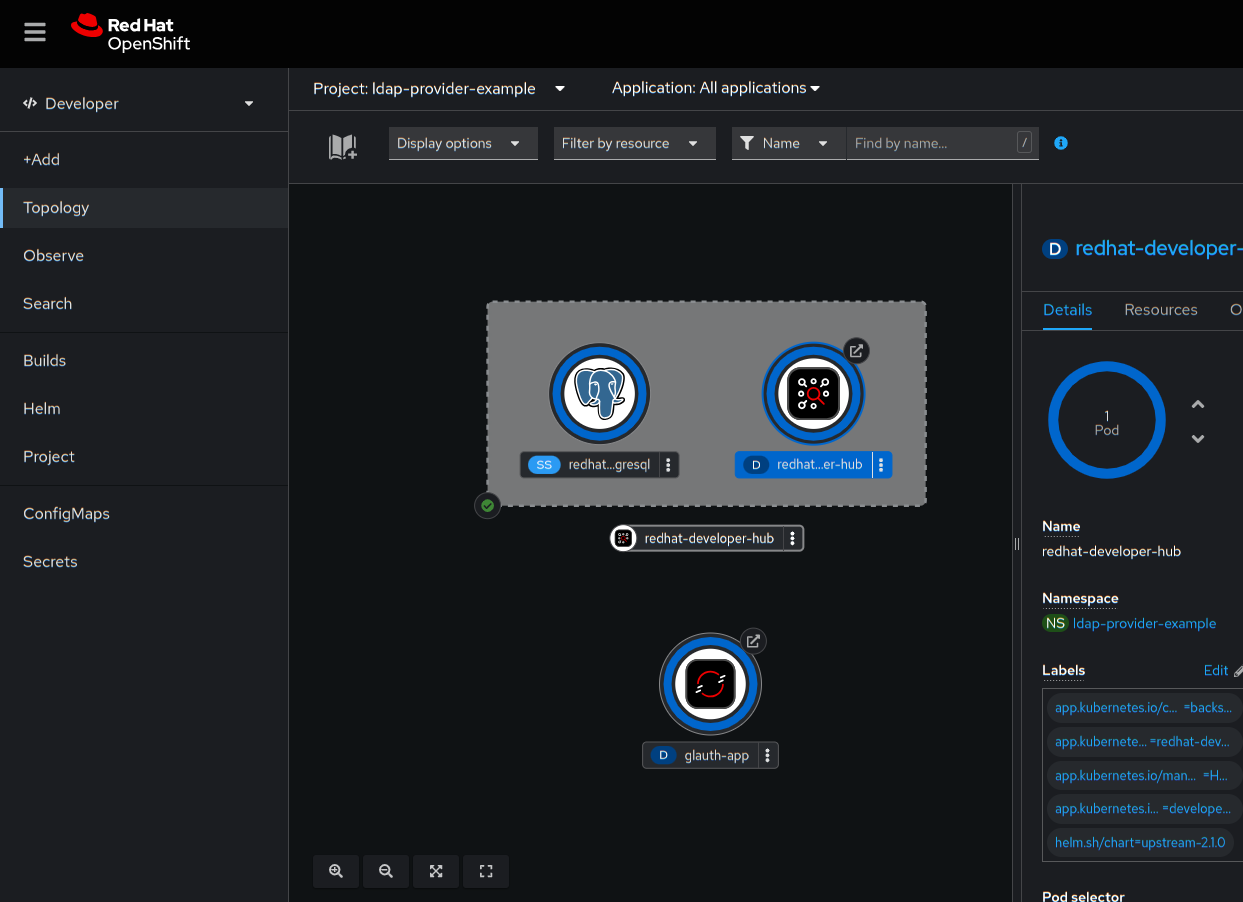 Red Hat
OpenShift
Developer
Project: ldap-provider-example
Application: All applications
+Add
Topology
Observe
Search
Builds
Helm
Project
ConfigMaps
Secrets
Display options
Filter by resource
Name
Find by name...
/
SS redhat...gresql
D redhat...er-hub
redhat-developer-hub
D glauth-app
D redhat-developer-
Details
Resources
O
1
Pod
Name
redhat-developer-hub
Namespace
NS ldap-provider-example
Labels
Edit
app.kubernetes.io/c... =backs...
app.kubernete... =redhat-dev...
app.kubernetes.io/man... =H...
app.kubernetes.i... =develope...
helm.sh/chart=upstream-2.1.0
Pod selector